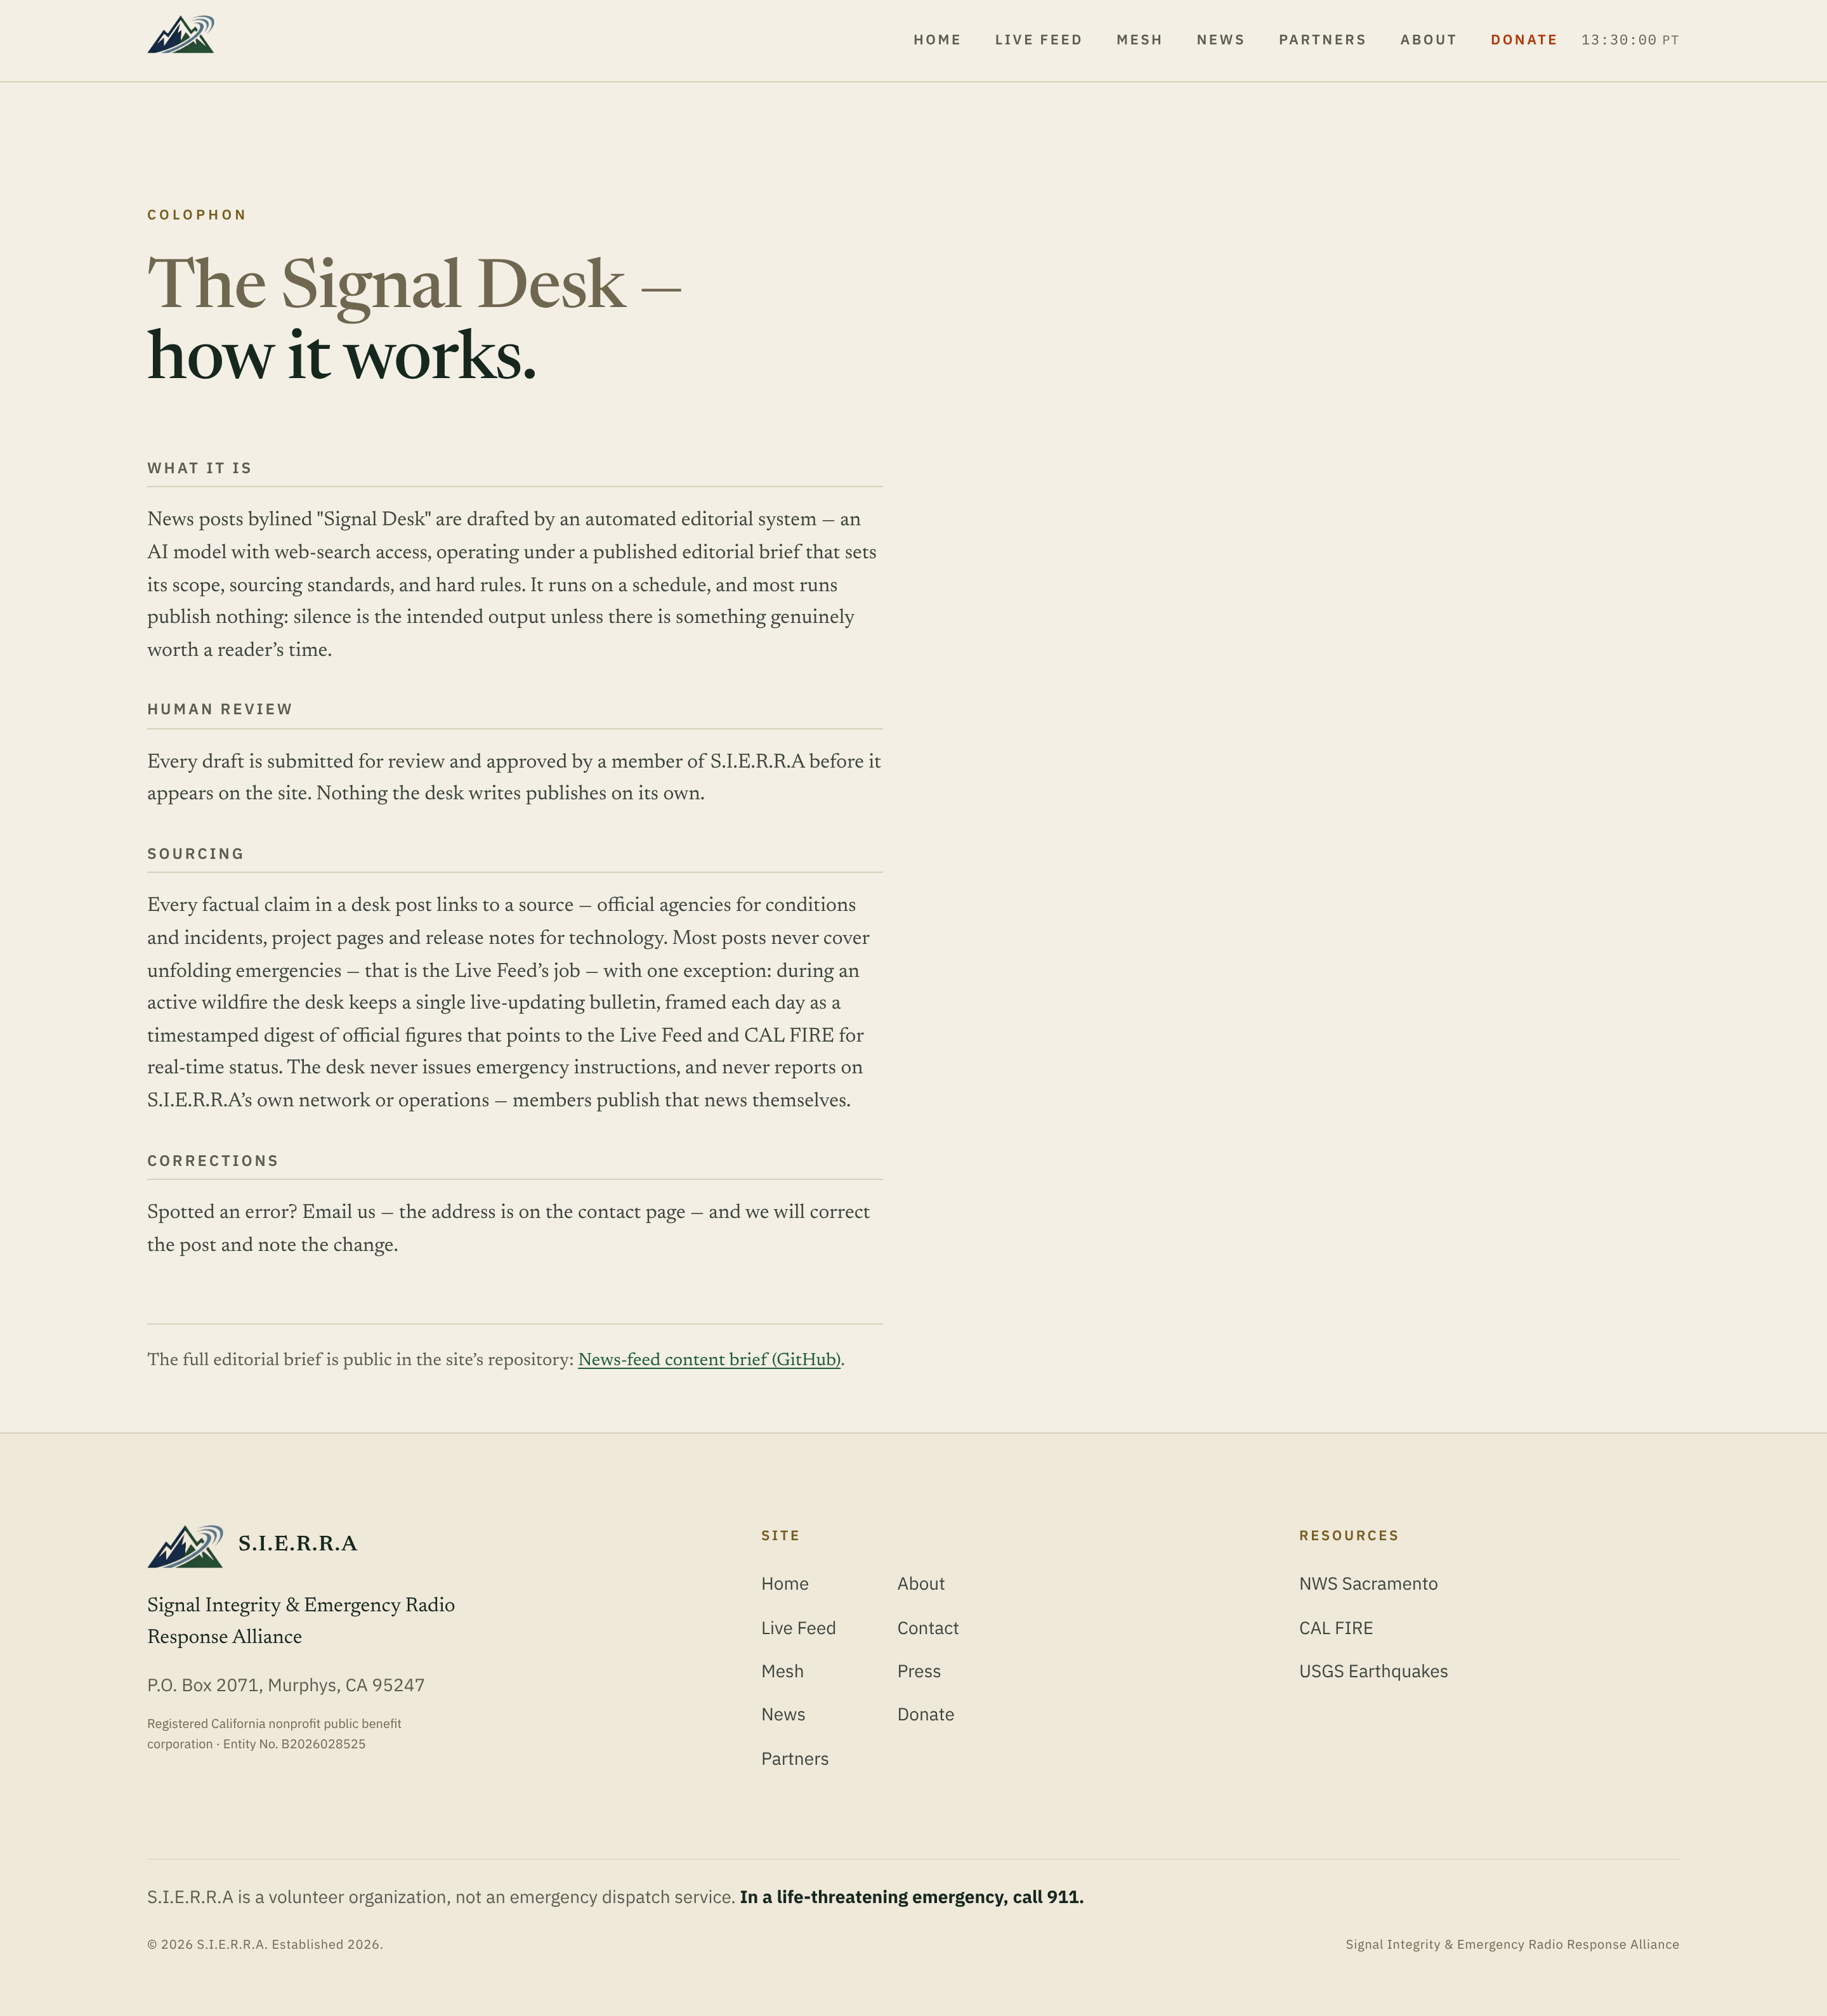 HOME LIVE FEED MESH NEWS PARTNERS ABOUT DONATE 13:30:00 PT
COLOPHON
The Signal Desk —
how it works.
WHAT IT IS
News posts bylined "Signal Desk" are drafted by an automated editorial system — an
AI model with web-search access, operating under a published editorial brief that sets
its scope, sourcing standards, and hard rules. It runs on a schedule, and most runs
publish nothing: silence is the intended output unless there is something genuinely
worth a reader’s time.
HUMAN REVIEW
Every draft is submitted for review and approved by a member of S.I.E.R.R.A before it
appears on the site. Nothing the desk writes publishes on its own.
SOURCING
Every factual claim in a desk post links to a source — official agencies for conditions
and incidents, project pages and release notes for technology. Most posts never cover
unfolding emergencies — that is the Live Feed’s job — with one exception: during an
active wildfire the desk keeps a single live-updating bulletin, framed each day as a
timestamped digest of official figures that points to the Live Feed and CAL FIRE for
real-time status. The desk never issues emergency instructions, and never reports on
S.I.E.R.R.A’s own network or operations — members publish that news themselves.
CORRECTIONS
Spotted an error? Email us — the address is on the contact page — and we will correct
the post and note the change.
The full editorial brief is public in the site’s repository: News-feed content brief (GitHub).
S.I.E.R.R.A
Signal Integrity & Emergency Radio
Response Alliance
P.O. Box 2071, Murphys, CA 95247
Registered California nonprofit public benefit
corporation · Entity No. B2026028525
SITE
Home
Live Feed
Mesh
News
Partners
About
Contact
Press
Donate
RESOURCES
NWS Sacramento
CAL FIRE
USGS Earthquakes
S.I.E.R.R.A is a volunteer organization, not an emergency dispatch service. In a life-threatening emergency, call 911.
© 2026 S.I.E.R.R.A. Established 2026.
Signal Integrity & Emergency Radio Response Alliance